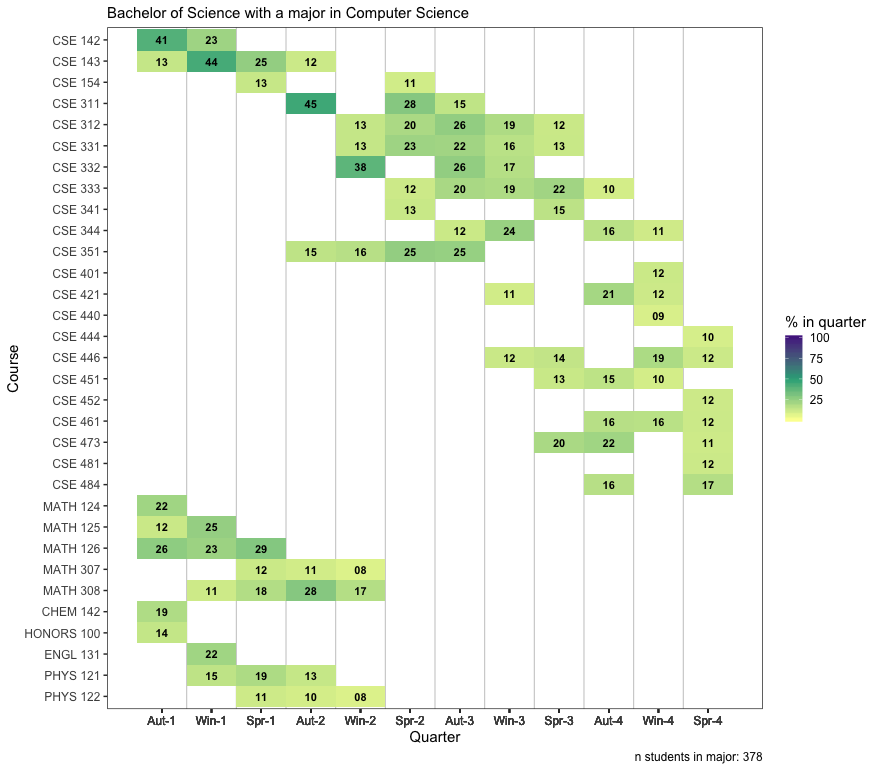 Bachelor of Science with a major in Computer Science
CSE 142 41 23
CSE 143 13 44 25 12
CSE 154 13 11
CSE 311 45 28 15
CSE 312 13 20 26 19 12
CSE 331 13 23 22 16 13
CSE 332 38 26 17
CSE 333 12 20 19 22 10
CSE 341 13 15
CSE 344 12 24 16 11
CSE 351 15 16 25 25
CSE 401 12
CSE 421 11 21 12
CSE 440 09
CSE 444 10
CSE 446 12 14 19 12
CSE 451 13 15 10
CSE 452 12
CSE 461 16 16 12
CSE 473 20 22 11
CSE 481 12
CSE 484 16 17
MATH 124 22
MATH 125 12 25
MATH 126 26 23 29
MATH 307 12 11 08
MATH 308 11 18 28 17
CHEM 142 19
HONORS 100 14
ENGL 131 22
PHYS 121 15 19 13
PHYS 122 11 10 08
Aut-1 Win-1 Spr-1 Aut-2 Win-2 Spr-2 Aut-3 Win-3 Spr-3 Aut-4 Win-4 Spr-4
Quarter
Course
% in quarter
100
75
50
25
n students in major: 378